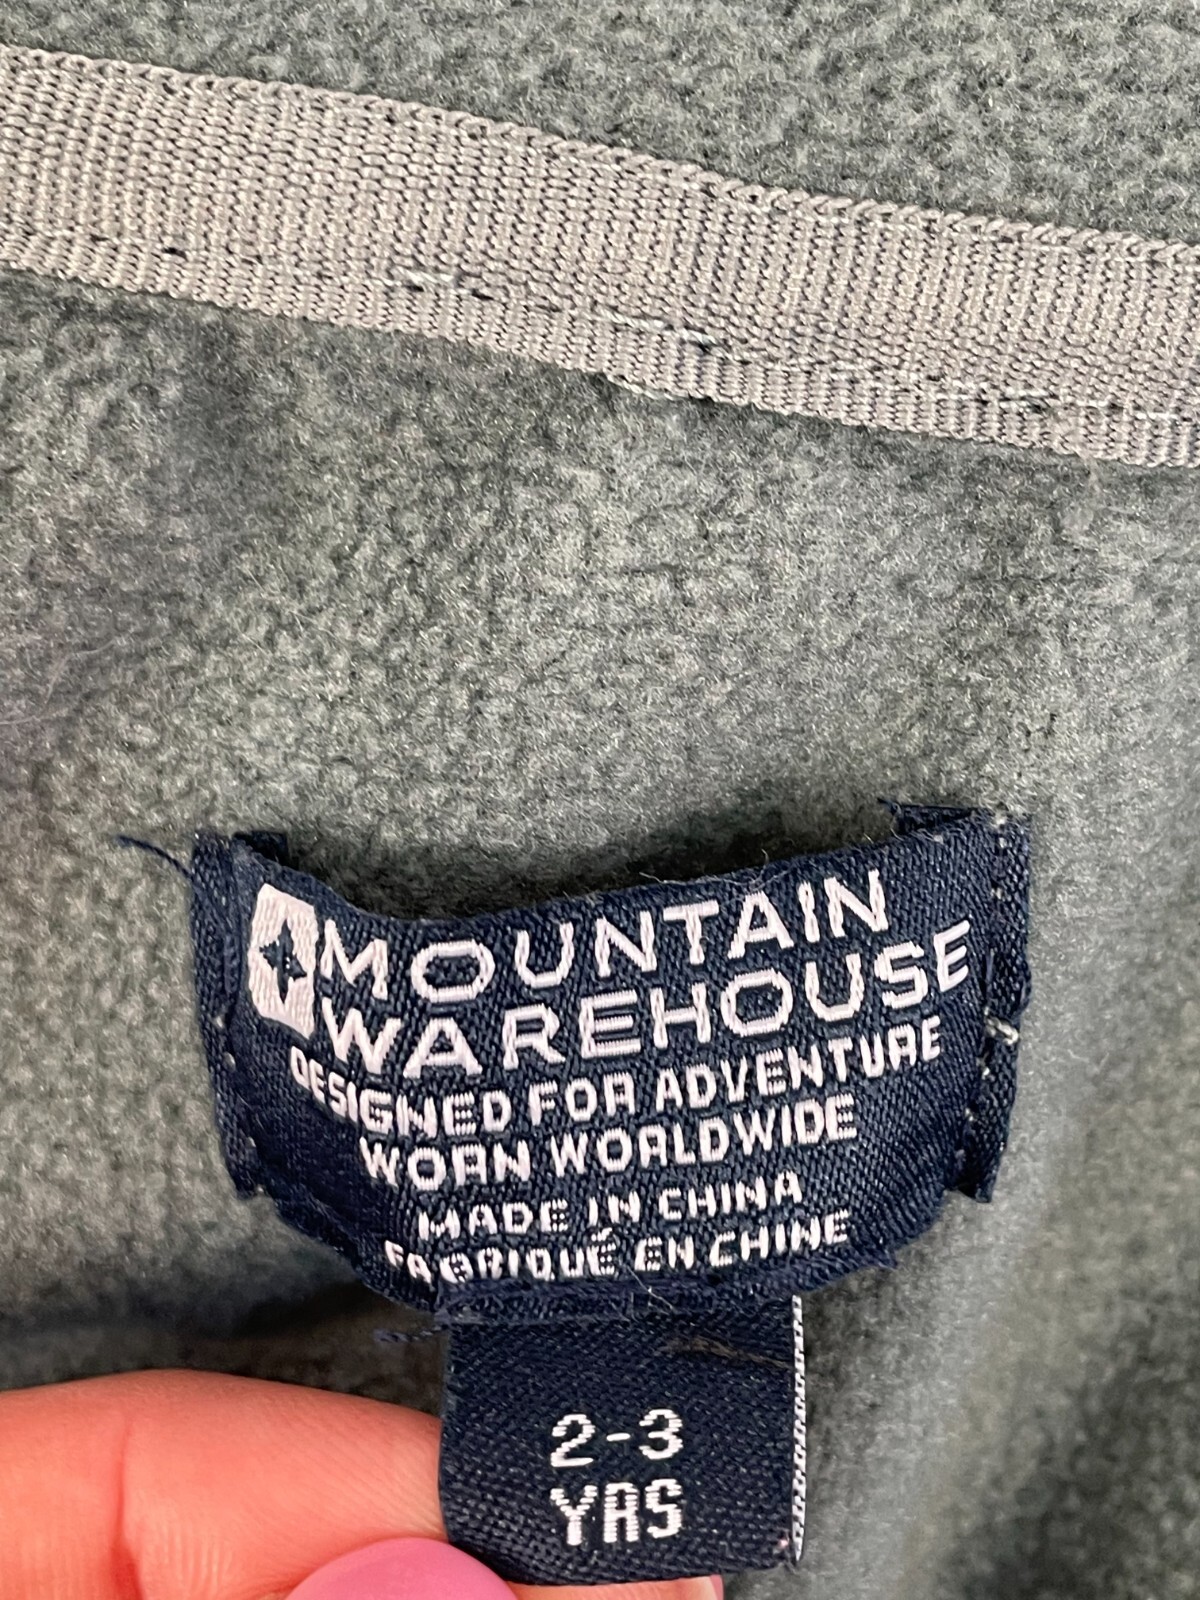 MOUNTAIN
WAREHOUSE
DESIGNED FOR ADVENTURE
WORN WORLDWIDE
MADE IN CHINA
FABRIQUÉ EN CHINE
2-3
YRS